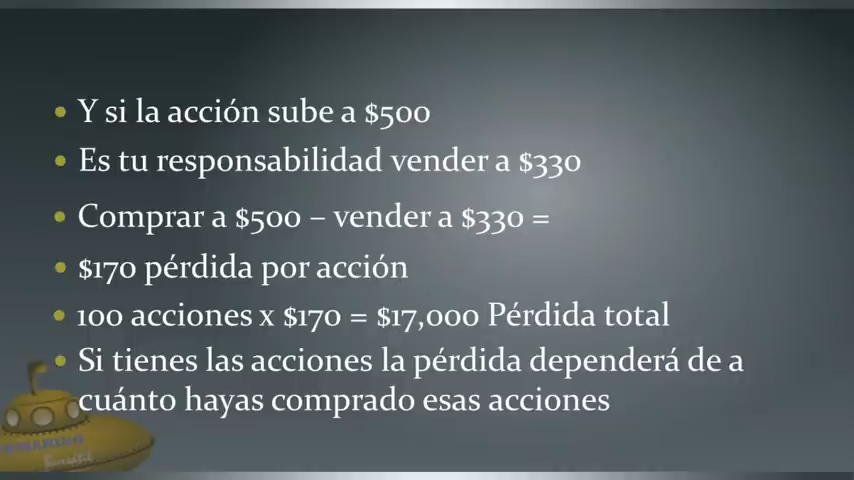 Y si la acción sube a $500
Es tu responsabilidad vender a $330
Comprar a $500 – vender a $330 =
$170 pérdida por acción
100 acciones x $170 = $17,000 Pérdida total
Si tienes las acciones la pérdida dependerá de a
cuánto hayas comprado esas acciones